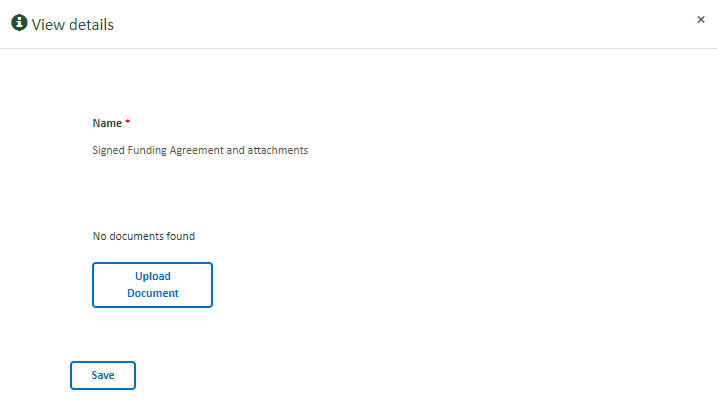 View details
×
Name *
Signed Funding Agreement and attachments
No documents found
Upload
Document
Save